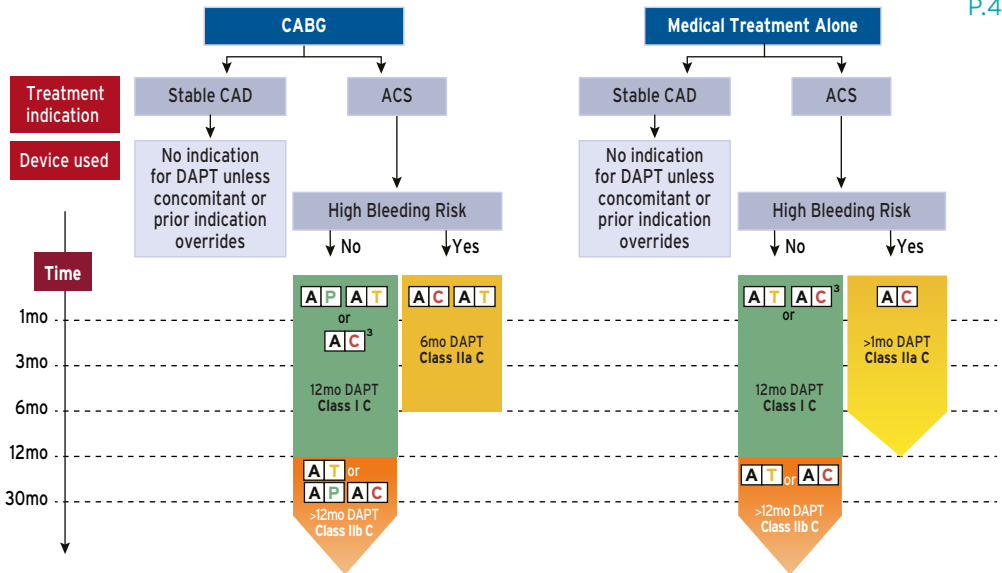 P.4
CABG
Medical Treatment Alone
Treatment
indication
Stable CAD
ACS
Stable CAD
ACS
Device used
No indication
for DAPT unless
concomitant or
prior indication
overrides
No indication
for DAPT unless
concomitant or
prior indication
overrides
High Bleeding Risk
High Bleeding Risk
No
Yes
No
Yes
Time
A P A T
or
A C 3
12mo DAPT
Class I C
A C A T
6mo DAPT
Class IIa C
A T A C 3
or
12mo DAPT
Class I C
A C
>1mo DAPT
Class IIa C
1mo
3mo
6mo
12mo
30mo
A T or
A P A C
>12mo DAPT
Class IIb C
A T or A C
>12mo DAPT
Class IIb C